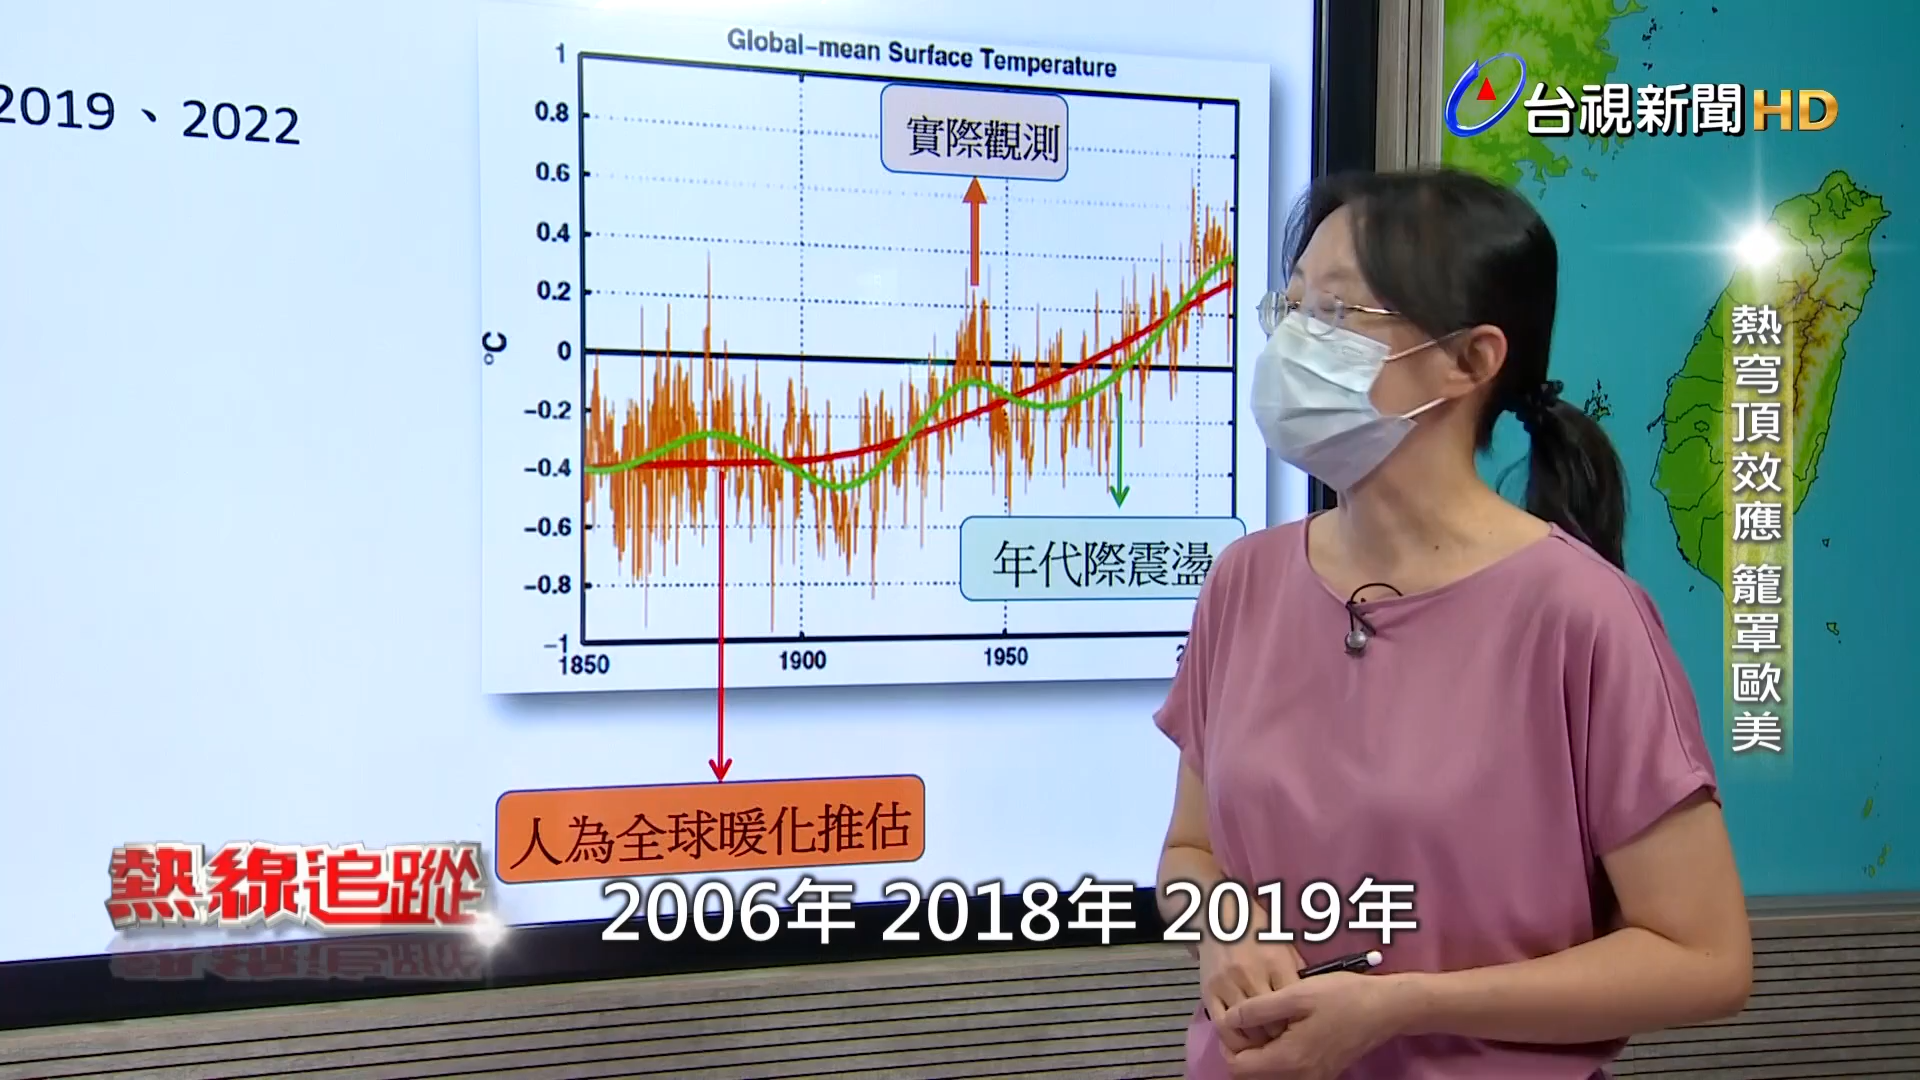 2019、2022
Global-mean Surface Temperature
1
0.8
0.6
0.4
0.2
0
-0.2
-0.4
-0.6
-0.8
-1
°C
1850
1900
1950
2
實際觀測
年代際震盪
人為全球暖化推估
台視新聞HD
熱穹頂效應 籠罩歐美
熱線追蹤
2006年 2018年 2019年